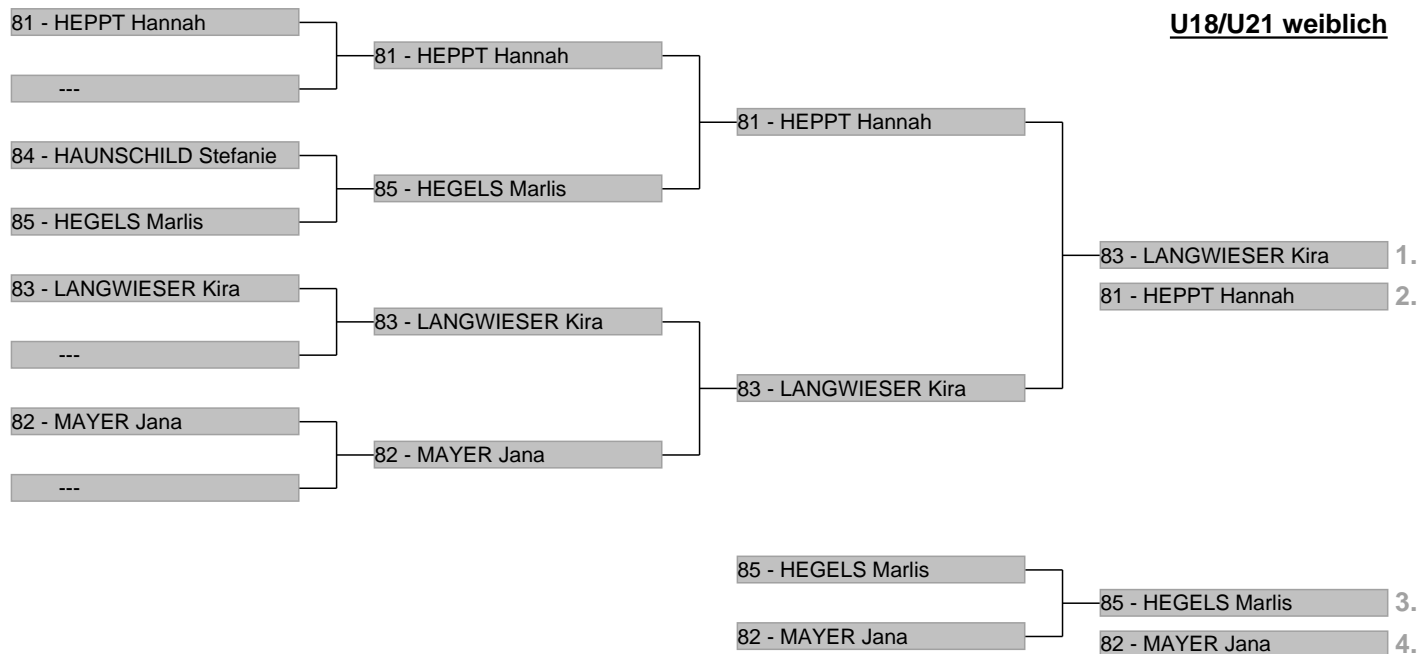 U18/U21 weiblich
81 - HEPPT Hannah
---
84 - HAUNSCHILD Stefanie
85 - HEGELS Marlis
83 - LANGWIESER Kira
---
82 - MAYER Jana
---
81 - HEPPT Hannah
85 - HEGELS Marlis
83 - LANGWIESER Kira
82 - MAYER Jana
81 - HEPPT Hannah
83 - LANGWIESER Kira
83 - LANGWIESER Kira 1.
81 - HEPPT Hannah 2.
85 - HEGELS Marlis
82 - MAYER Jana
85 - HEGELS Marlis 3.
82 - MAYER Jana 4.